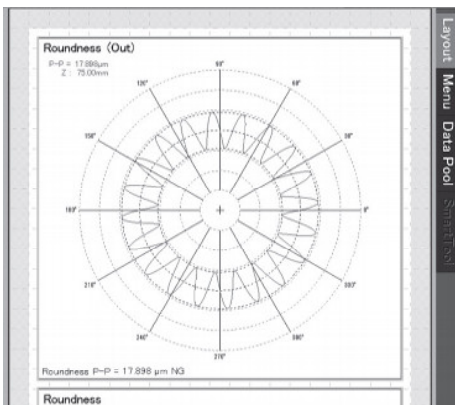 Roundness (Out)
P-P = 17.898μm
Z : 75.00mm
90°
120°
60°
150°
30°
180°
0°
210°
330°
240°
300°
270°
Roundness P-P = 17.898 μm NG
Roundness
Layout
Menu
Data Pool
SmartTool